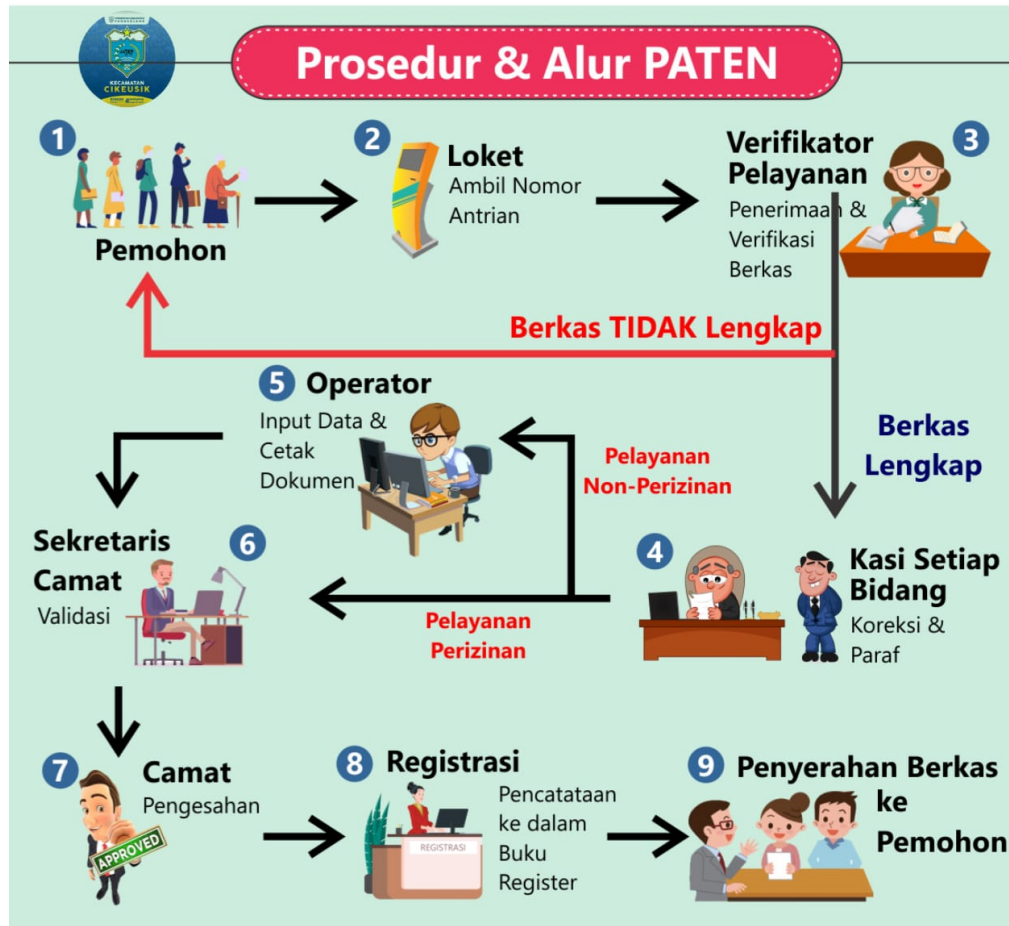 KECAMATAN
CIKEUSIK
Prosedur & Alur PATEN
1
Pemohon
2
Loket
Ambil Nomor
Antrian
3
Verifikator
Pelayanan
Penerimaan &
Verifikasi
Berkas
Berkas TIDAK Lengkap
Berkas
Lengkap
4
Kasi Setiap
Bidang
Koreksi &
Paraf
Pelayanan
Non-Perizinan
Pelayanan
Perizinan
5
Operator
Input Data &
Cetak
Dokumen
6
Sekretaris
Camat
Validasi
7
Camat
Pengesahan
APPROVED
8
Registrasi
Pencatataan
ke dalam
Buku
Register
REGISTRASI
9
Penyerahan Berkas
ke
Pemohon